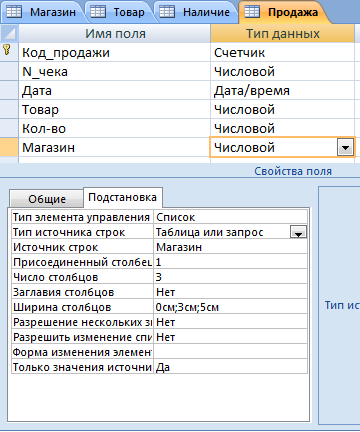 Магазин Товар Наличие Продажа
Имя поля Тип данных
Код_продажи Счетчик
N_чека Числовой
Дата Дата/время
Товар Числовой
Кол-во Числовой
Магазин Числовой
Свойства поля
Общие Подстановка
Тип элемента управления Список
Тип источника строк Таблица или запрос
Источник строк Магазин
Присоединенный столбец 1
Число столбцов 3
Заглавия столбцов Нет
Ширина столбцов 0см;3см;5см
Разрешение нескольких зн Нет
Разрешить изменение спи Нет
Форма изменения элемен
Только значения источни Да
Тип ис